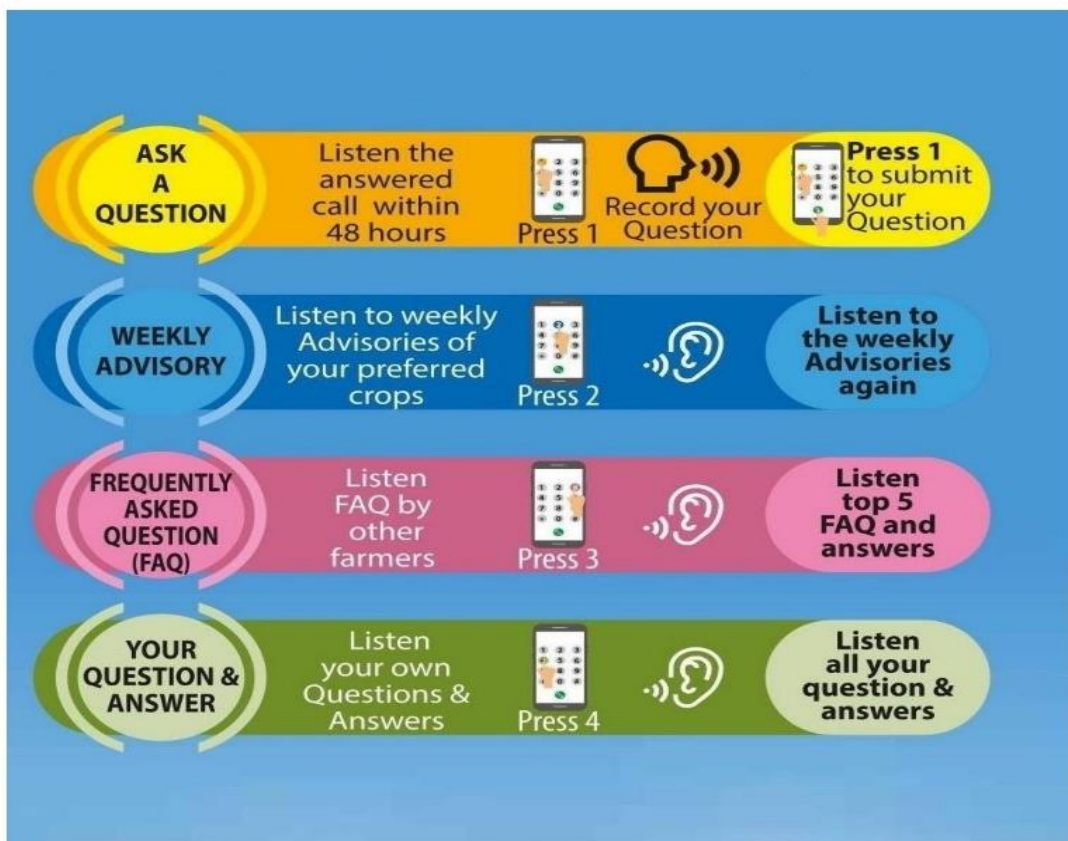 ASK
A
QUESTION
Listen the
answered
call within
48 hours
Press 1
Record your
Question
Press 1
to submit
your
Question
WEEKLY
ADVISORY
Listen to weekly
Advisories of
your preferred
crops
Press 2
Listen to
the weekly
Advisories
again
FREQUENTLY
ASKED
QUESTION
(FAQ)
Listen
FAQ by
other
farmers
Press 3
Listen
top 5
FAQ and
answers
YOUR
QUESTION &
ANSWER
Listen
your own
Questions &
Answers
Press 4
Listen
all your
question &
answers